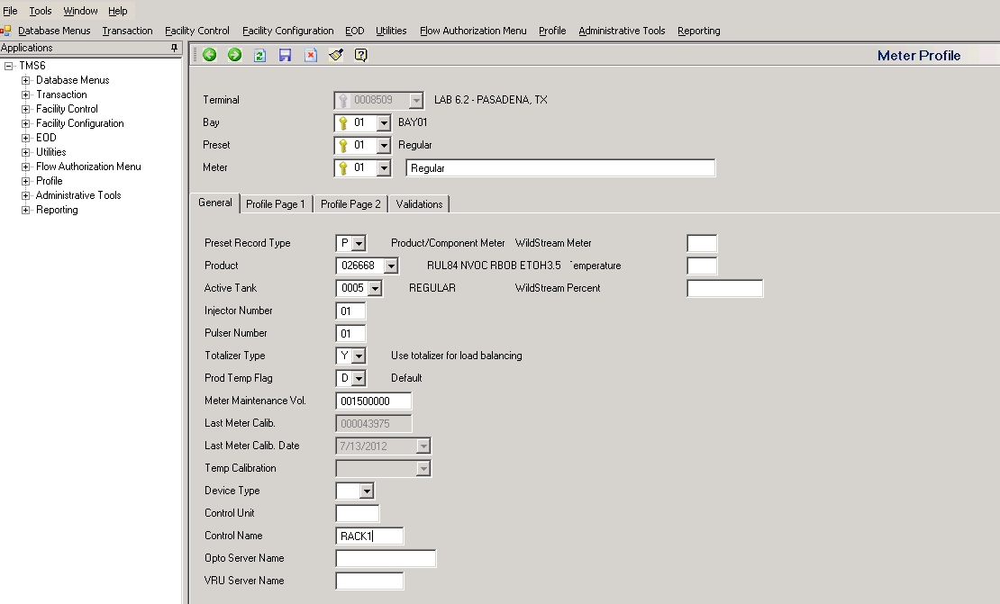 File Tools Window Help
Database Menus Transaction Facility Control Facility Configuration EOD Utilities Flow Authorization Menu Profile Administrative Tools Reporting
Applications
TMS6
Database Menus
Transaction
Facility Control
Facility Configuration
EOD
Utilities
Flow Authorization Menu
Profile
Administrative Tools
Reporting
Meter Profile
Terminal 0008509 LAB 6.2 - PASADENA, TX
Bay 01 BAY01
Preset 01 Regular
Meter 01 Regular
General Profile Page 1 Profile Page 2 Validations
Preset Record Type P Product/Component Meter WildStream Meter
Product 026668 RUL84 NVOC RBOB ETOH3.5 Temperature
Active Tank 0005 REGULAR WildStream Percent
Injector Number 01
Pulser Number 01
Totalizer Type Y Use totalizer for load balancing
Prod Temp Flag D Default
Meter Maintenance Vol. 001500000
Last Meter Calib. 000043975
Last Meter Calib. Date 7/13/2012
Temp Calibration
Device Type
Control Unit
Control Name RACK1
Opto Server Name
VRU Server Name